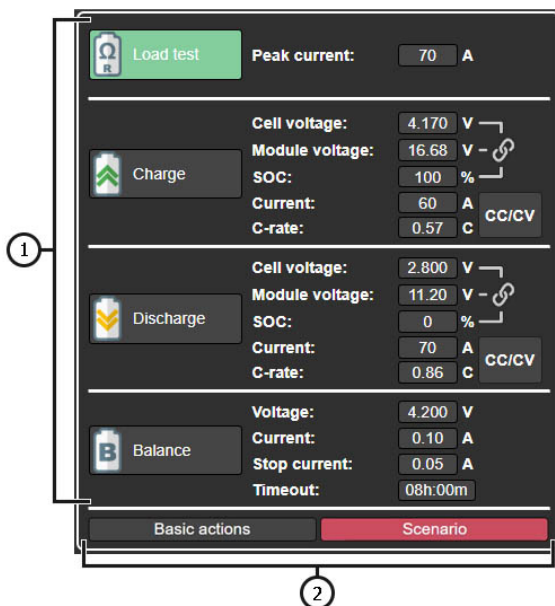 Ω
R
Load test
Peak current: 70 A
Cell voltage: 4.170 V
Module voltage: 16.68 V
Charge
SOC: 100 %
Current: 60 A
C-rate: 0.57 C
CC/CV
1
Cell voltage: 2.800 V
Module voltage: 11.20 V
Discharge
SOC: 0 %
Current: 70 A
C-rate: 0.86 C
CC/CV
Voltage: 4.200 V
B
Balance
Current: 0.10 A
Stop current: 0.05 A
Timeout: 08h:00m
Basic actions Scenario
2